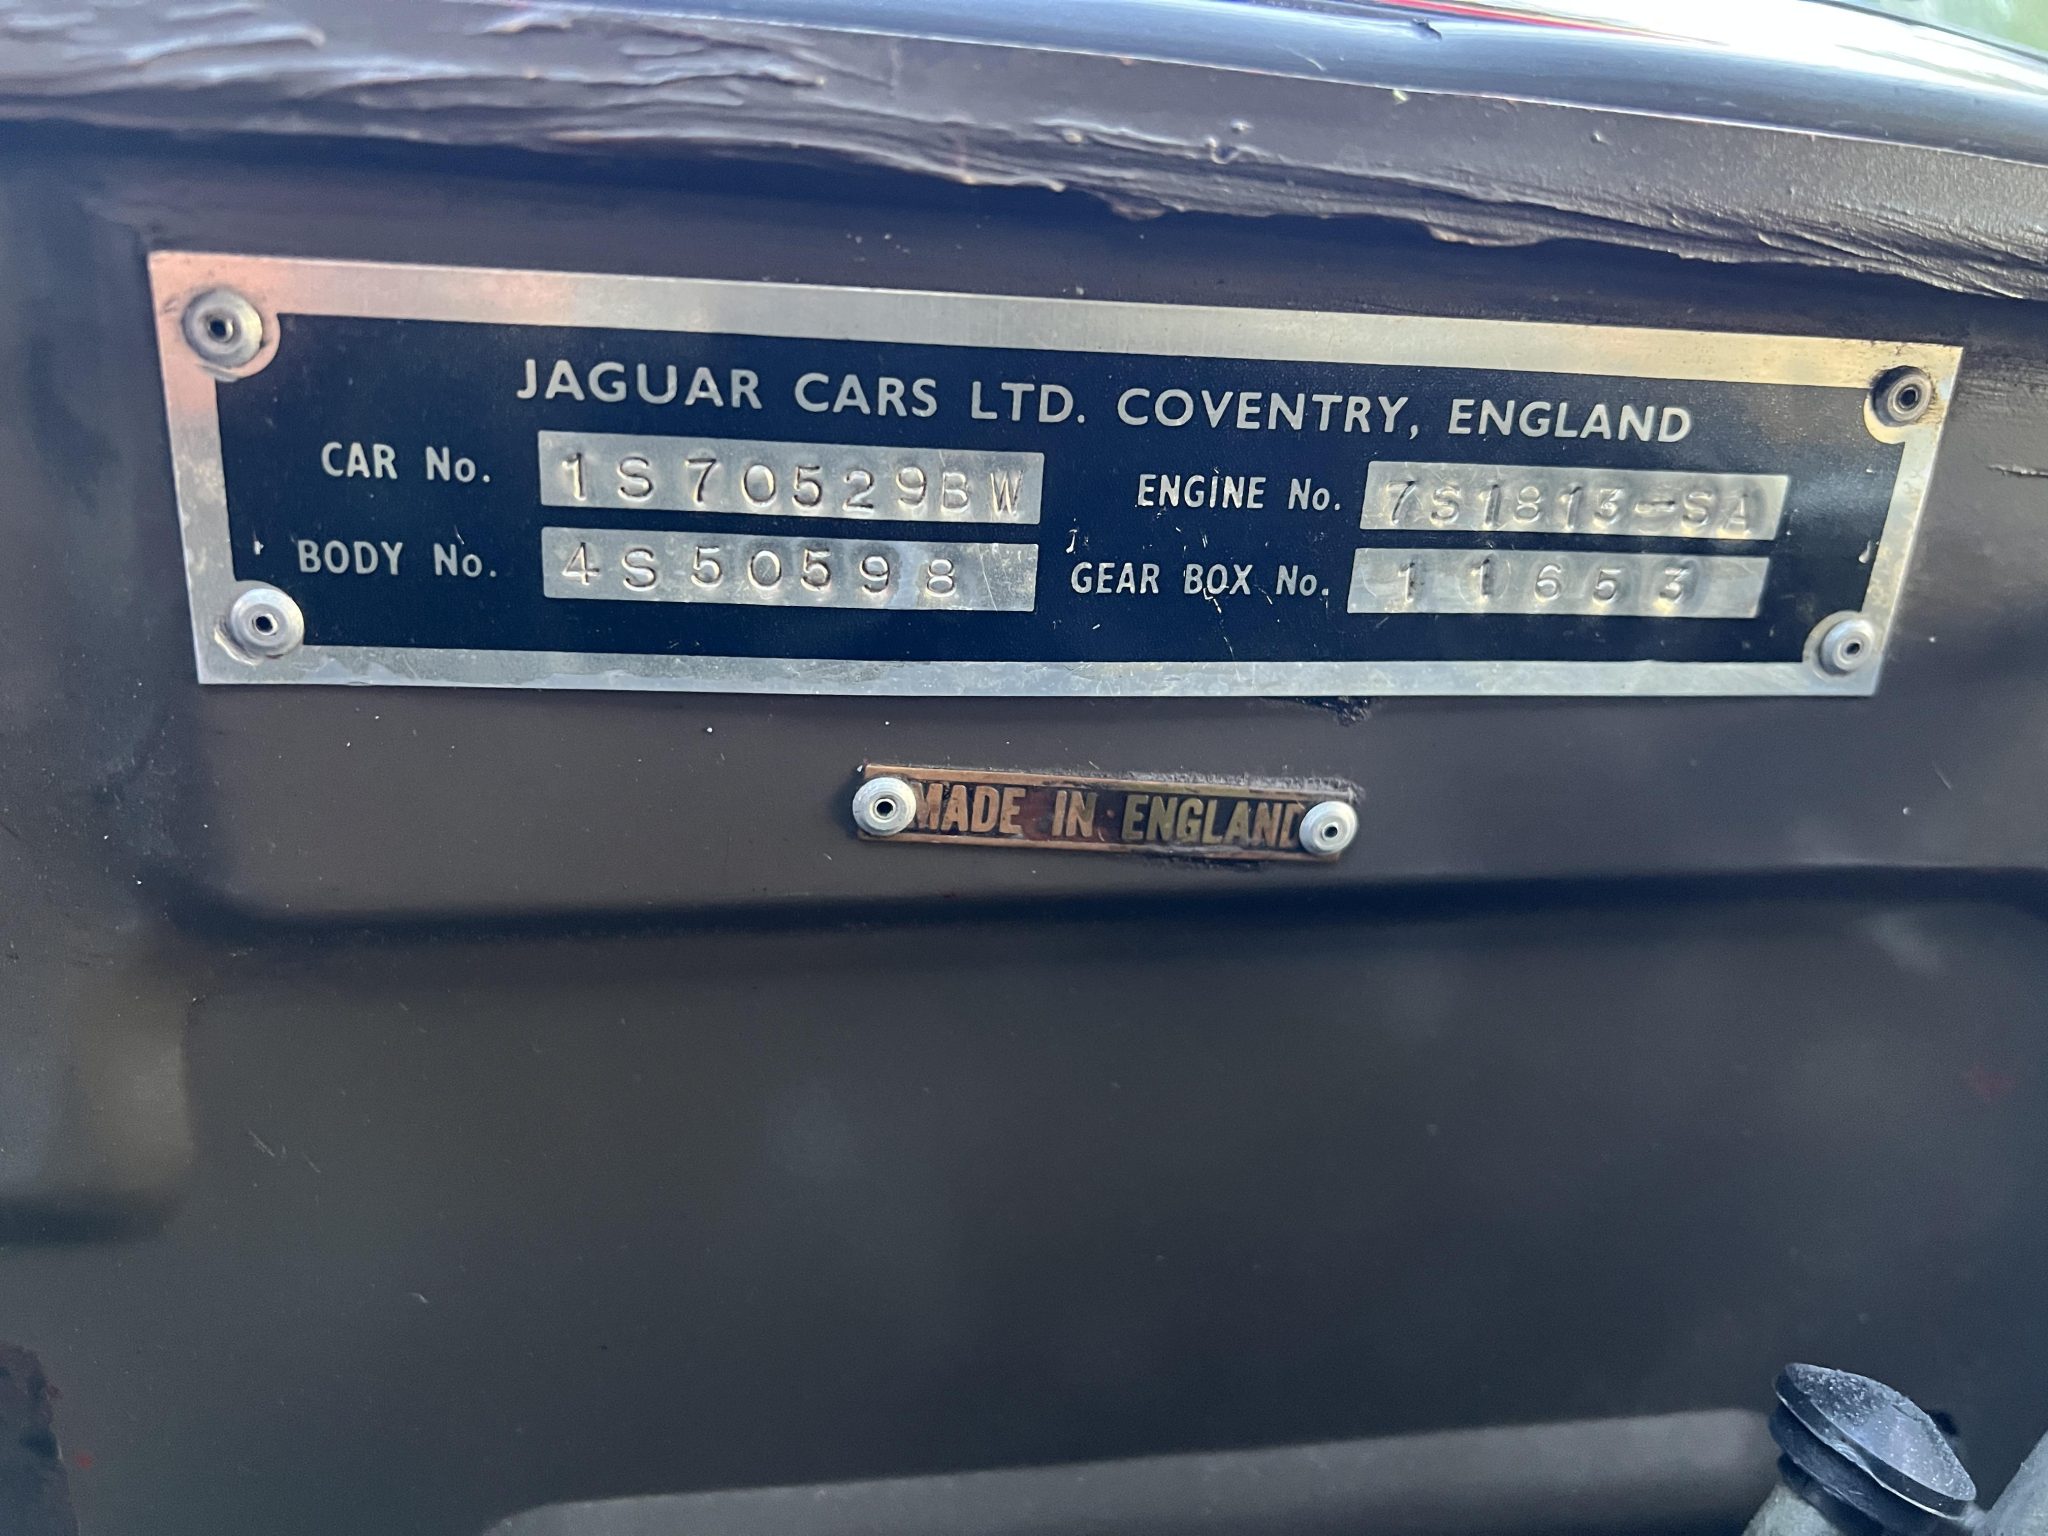 JAGUAR CARS LTD. COVENTRY, ENGLAND
CAR No. 1S70529BW ENGINE No. 7S1813-SA
BODY No. 4S50598 GEAR BOX No. 11653
MADE IN ENGLAND